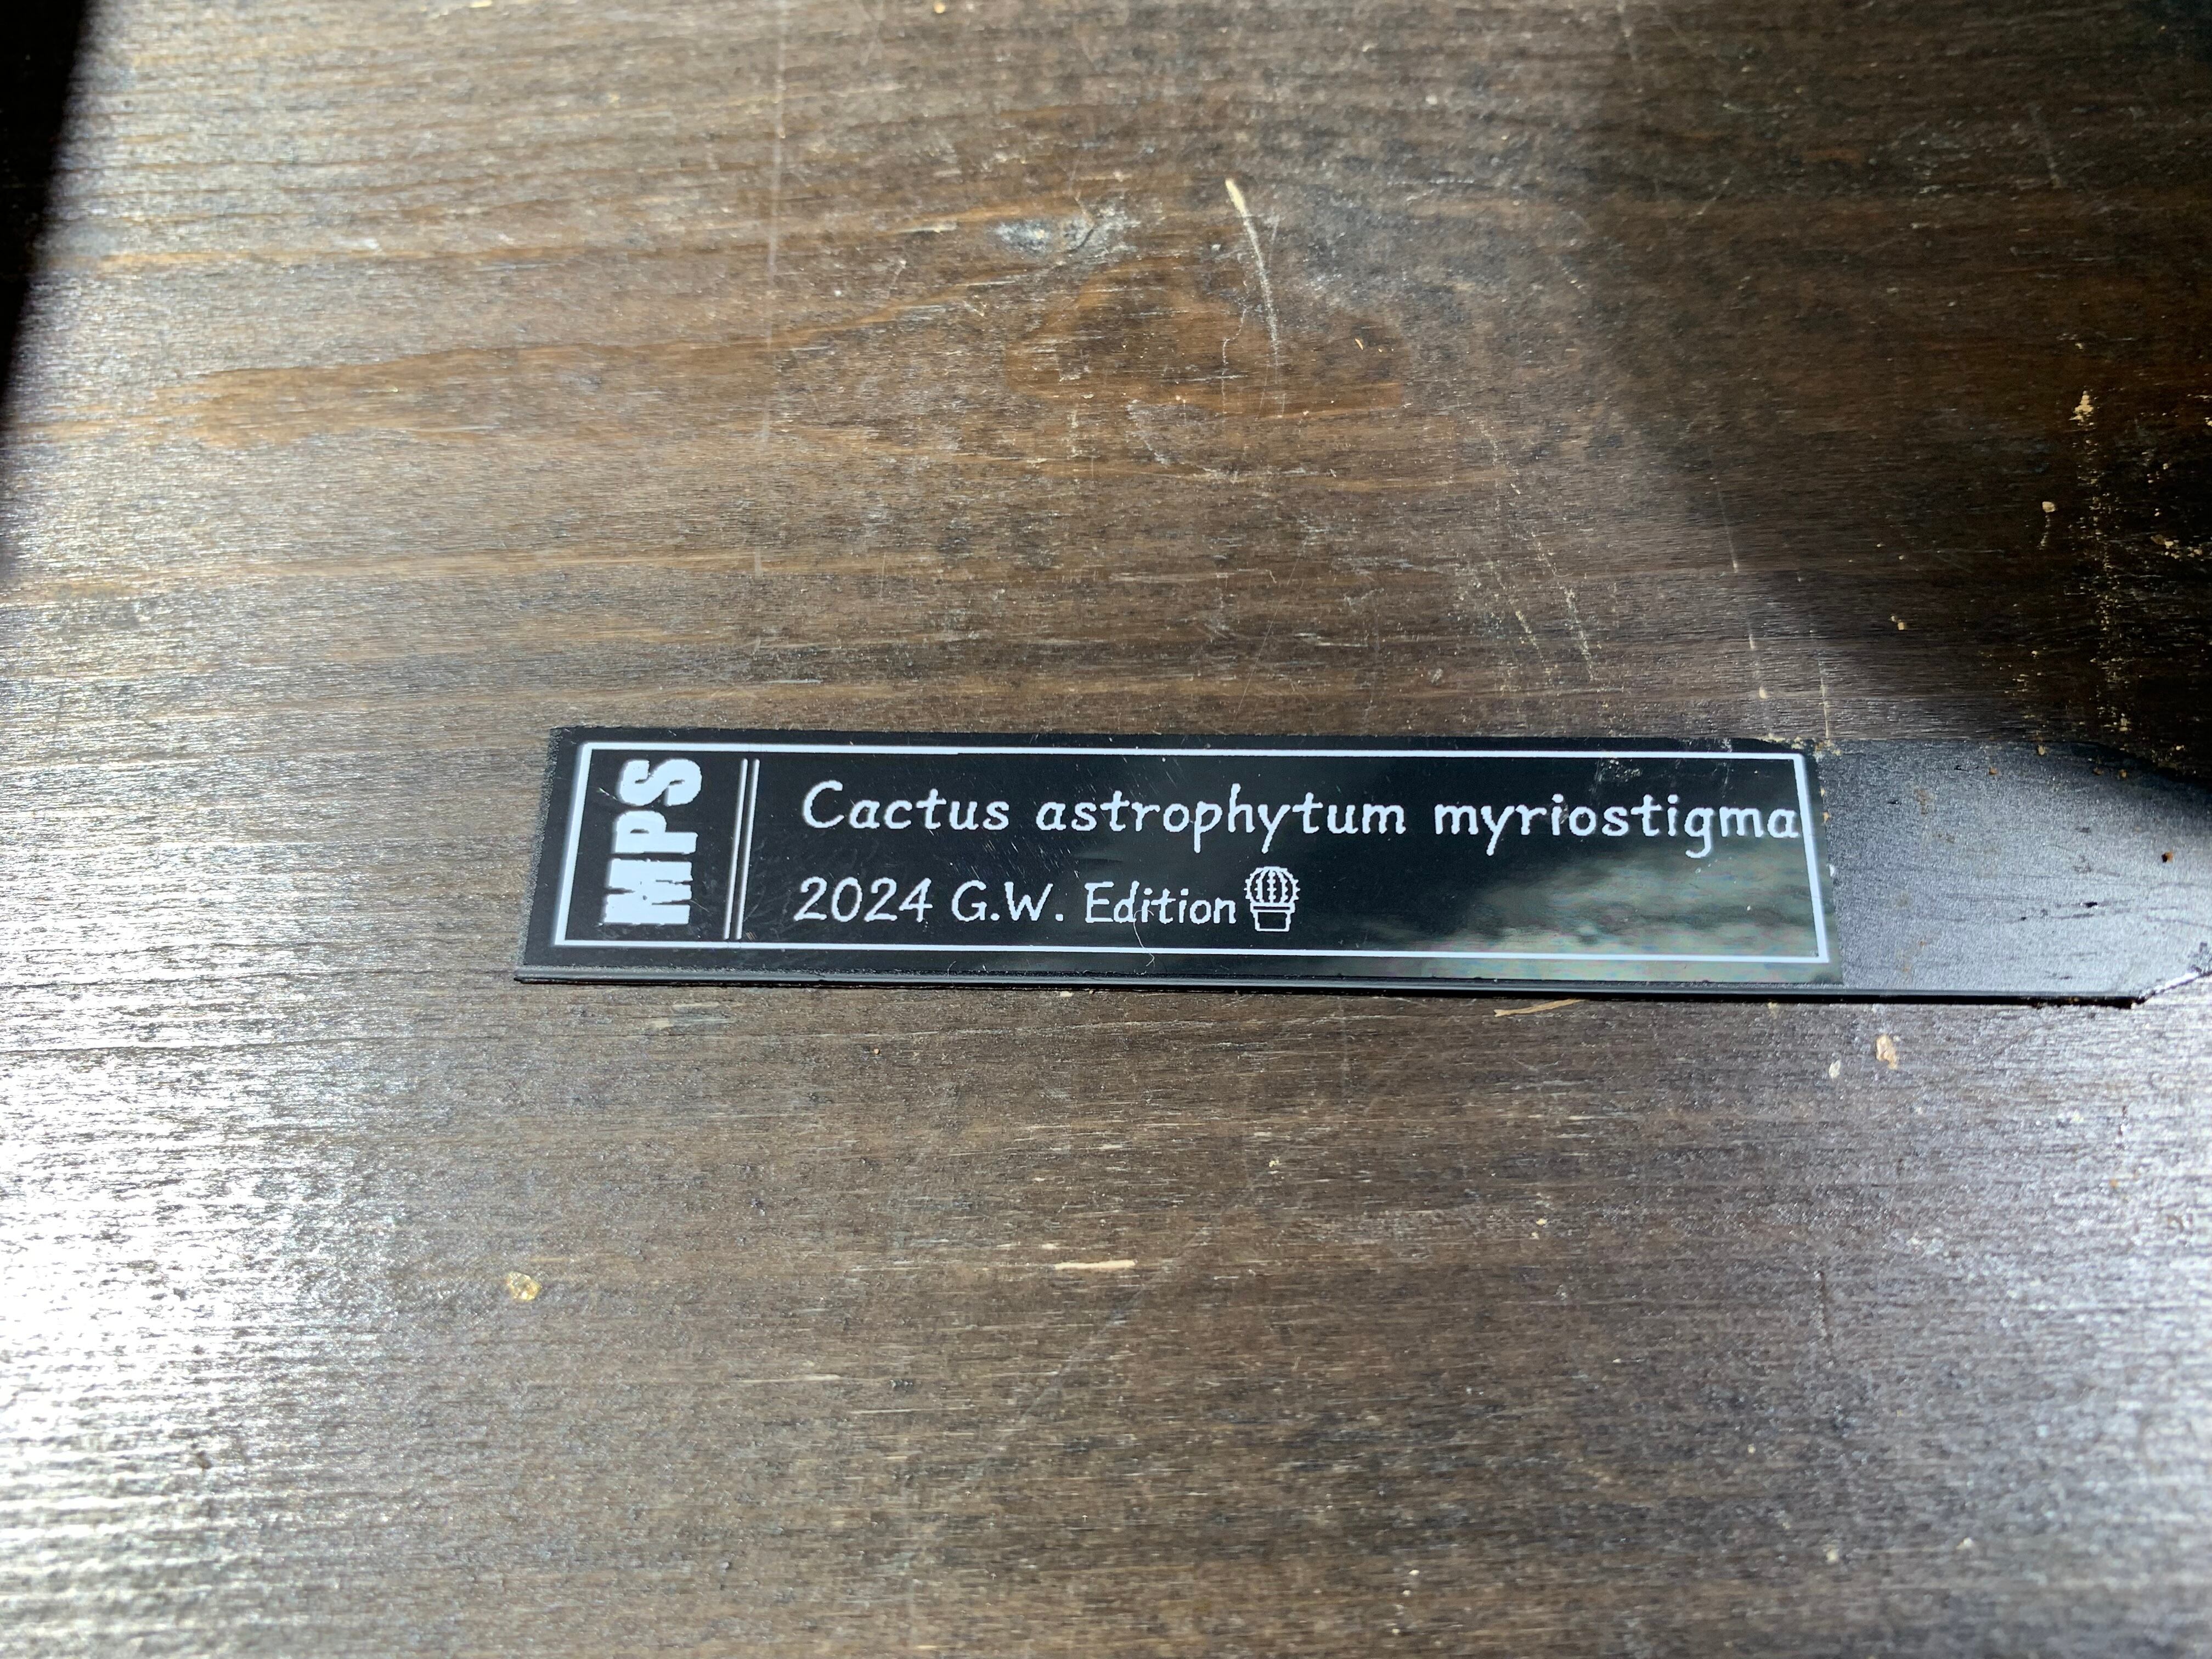 MPS
Cactus astrophytum myriostigma
2024 G.W. Edition